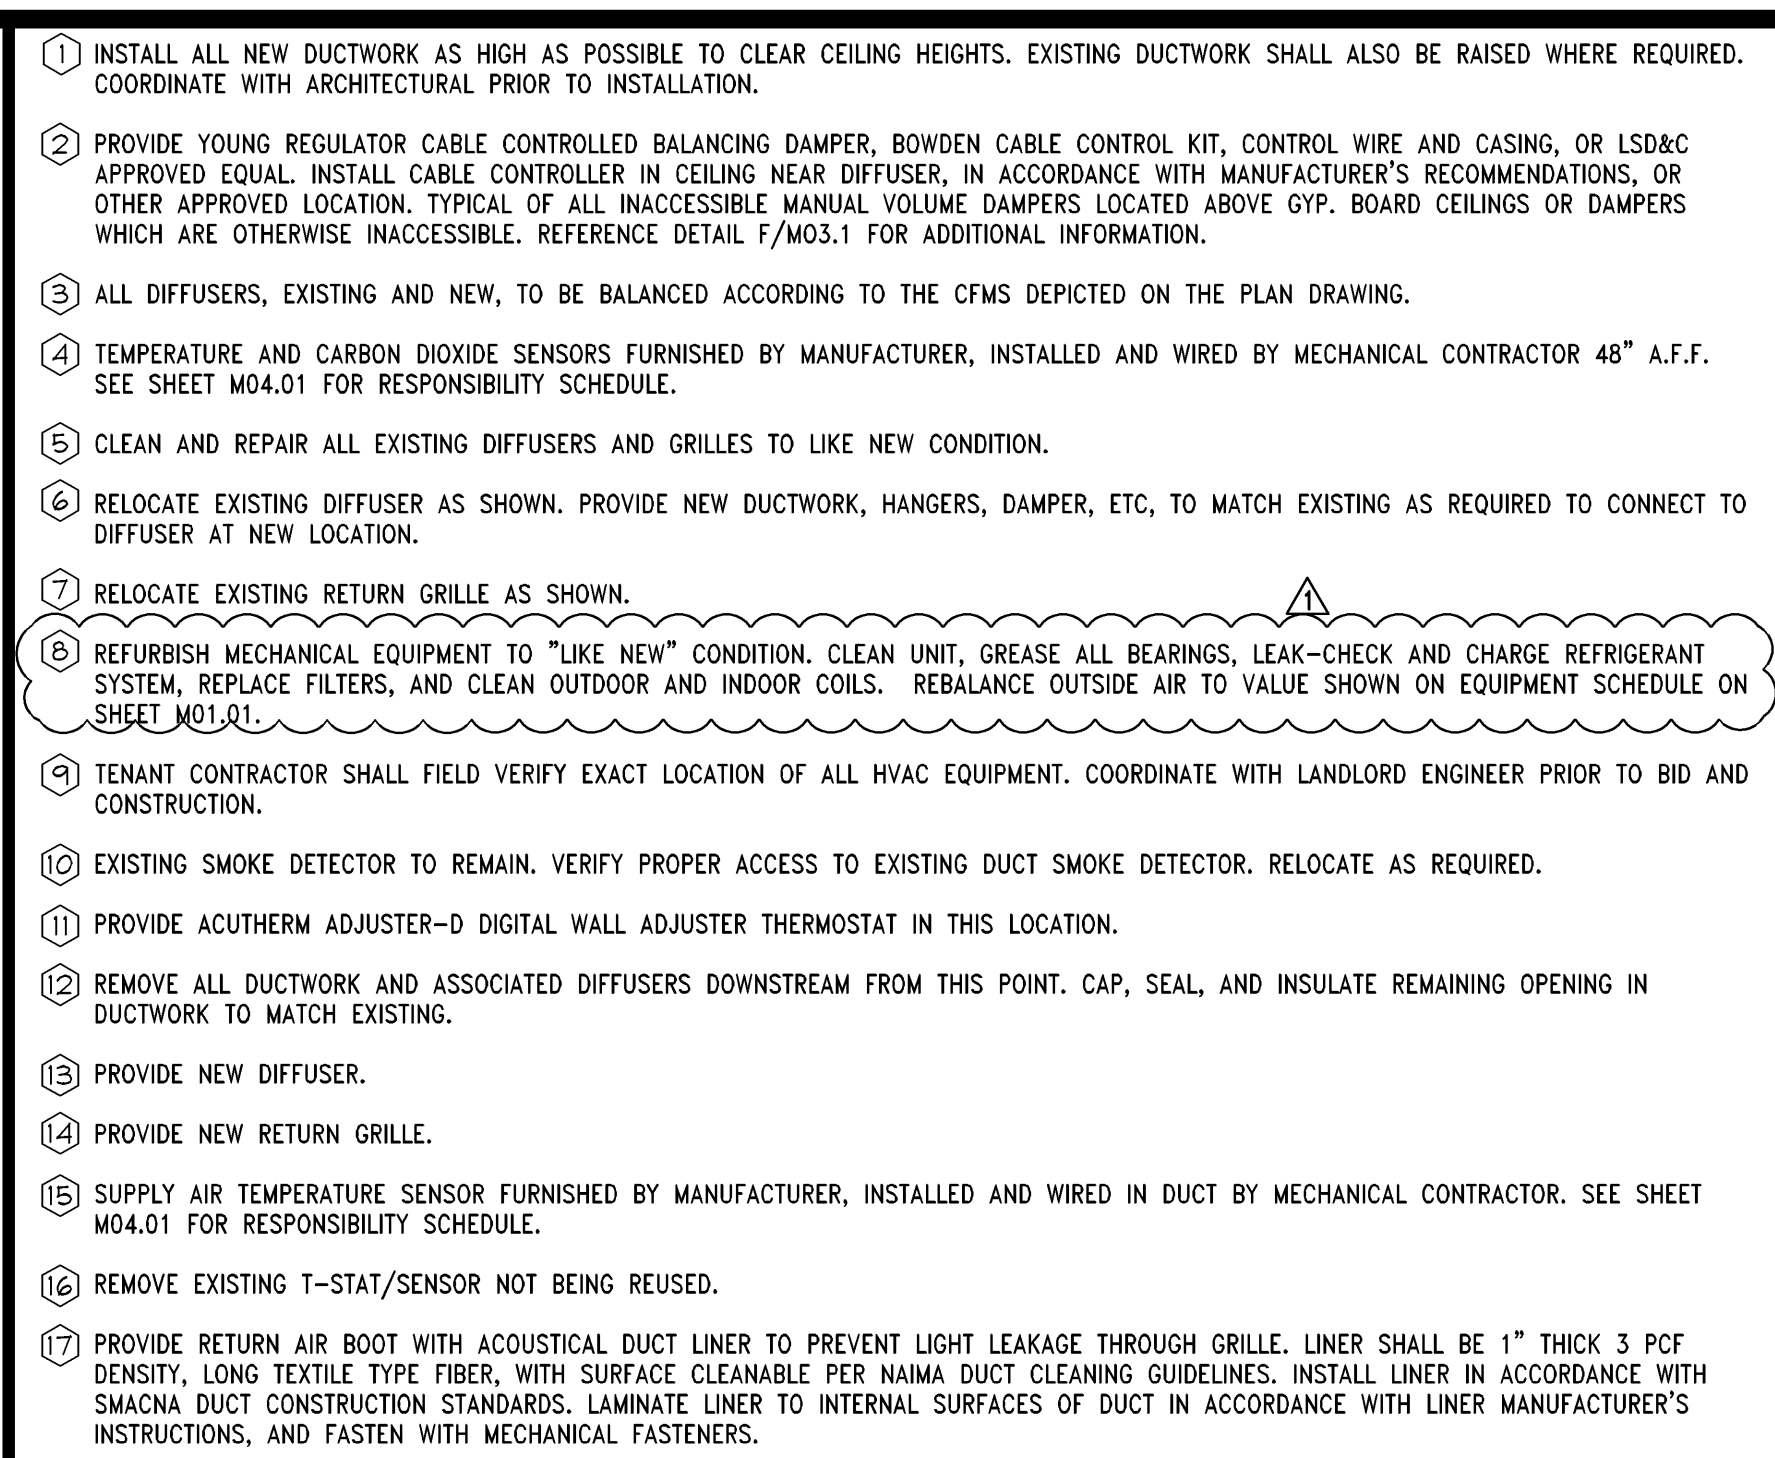 1 INSTALL ALL NEW DUCTWORK AS HIGH AS POSSIBLE TO CLEAR CEILING HEIGHTS. EXISTING DUCTWORK SHALL ALSO BE RAISED WHERE REQUIRED.
COORDINATE WITH ARCHITECTURAL PRIOR TO INSTALLATION.
2 PROVIDE YOUNG REGULATOR CABLE CONTROLLED BALANCING DAMPER, BOWDEN CABLE CONTROL KIT, CONTROL WIRE AND CASING, OR LSD&C
APPROVED EQUAL. INSTALL CABLE CONTROLLER IN CEILING NEAR DIFFUSER, IN ACCORDANCE WITH MANUFACTURER'S RECOMMENDATIONS, OR
OTHER APPROVED LOCATION. TYPICAL OF ALL INACCESSIBLE MANUAL VOLUME DAMPERS LOCATED ABOVE GYP. BOARD CEILINGS OR DAMPERS
WHICH ARE OTHERWISE INACCESSIBLE. REFERENCE DETAIL F/M03.1 FOR ADDITIONAL INFORMATION.
3 ALL DIFFUSERS, EXISTING AND NEW, TO BE BALANCED ACCORDING TO THE CFMS DEPICTED ON THE PLAN DRAWING.
4 TEMPERATURE AND CARBON DIOXIDE SENSORS FURNISHED BY MANUFACTURER, INSTALLED AND WIRED BY MECHANICAL CONTRACTOR 48" A.F.F.
SEE SHEET M04.01 FOR RESPONSIBILITY SCHEDULE.
5 CLEAN AND REPAIR ALL EXISTING DIFFUSERS AND GRILLES TO LIKE NEW CONDITION.
6 RELOCATE EXISTING DIFFUSER AS SHOWN. PROVIDE NEW DUCTWORK, HANGERS, DAMPER, ETC, TO MATCH EXISTING AS REQUIRED TO CONNECT TO
DIFFUSER AT NEW LOCATION.
7 RELOCATE EXISTING RETURN GRILLE AS SHOWN.
1
8 REFURBISH MECHANICAL EQUIPMENT TO "LIKE NEW" CONDITION. CLEAN UNIT, GREASE ALL BEARINGS, LEAK-CHECK AND CHARGE REFRIGERANT
SYSTEM, REPLACE FILTERS, AND CLEAN OUTDOOR AND INDOOR COILS. REBALANCE OUTSIDE AIR TO VALUE SHOWN ON EQUIPMENT SCHEDULE ON
SHEET M01.01.
9 TENANT CONTRACTOR SHALL FIELD VERIFY EXACT LOCATION OF ALL HVAC EQUIPMENT. COORDINATE WITH LANDLORD ENGINEER PRIOR TO BID AND
CONSTRUCTION.
10 EXISTING SMOKE DETECTOR TO REMAIN. VERIFY PROPER ACCESS TO EXISTING DUCT SMOKE DETECTOR. RELOCATE AS REQUIRED.
11 PROVIDE ACUTHERM ADJUSTER-D DIGITAL WALL ADJUSTER THERMOSTAT IN THIS LOCATION.
12 REMOVE ALL DUCTWORK AND ASSOCIATED DIFFUSERS DOWNSTREAM FROM THIS POINT. CAP, SEAL, AND INSULATE REMAINING OPENING IN
DUCTWORK TO MATCH EXISTING.
13 PROVIDE NEW DIFFUSER.
14 PROVIDE NEW RETURN GRILLE.
15 SUPPLY AIR TEMPERATURE SENSOR FURNISHED BY MANUFACTURER, INSTALLED AND WIRED IN DUCT BY MECHANICAL CONTRACTOR. SEE SHEET
M04.01 FOR RESPONSIBILITY SCHEDULE.
16 REMOVE EXISTING T-STAT/SENSOR NOT BEING REUSED.
17 PROVIDE RETURN AIR BOOT WITH ACOUSTICAL DUCT LINER TO PREVENT LIGHT LEAKAGE THROUGH GRILLE. LINER SHALL BE 1" THICK 3 PCF
DENSITY, LONG TEXTILE TYPE FIBER, WITH SURFACE CLEANABLE PER NAIMA DUCT CLEANING GUIDELINES. INSTALL LINER IN ACCORDANCE WITH
SMACNA DUCT CONSTRUCTION STANDARDS. LAMINATE LINER TO INTERNAL SURFACES OF DUCT IN ACCORDANCE WITH LINER MANUFACTURER'S
INSTRUCTIONS, AND FASTEN WITH MECHANICAL FASTENERS.